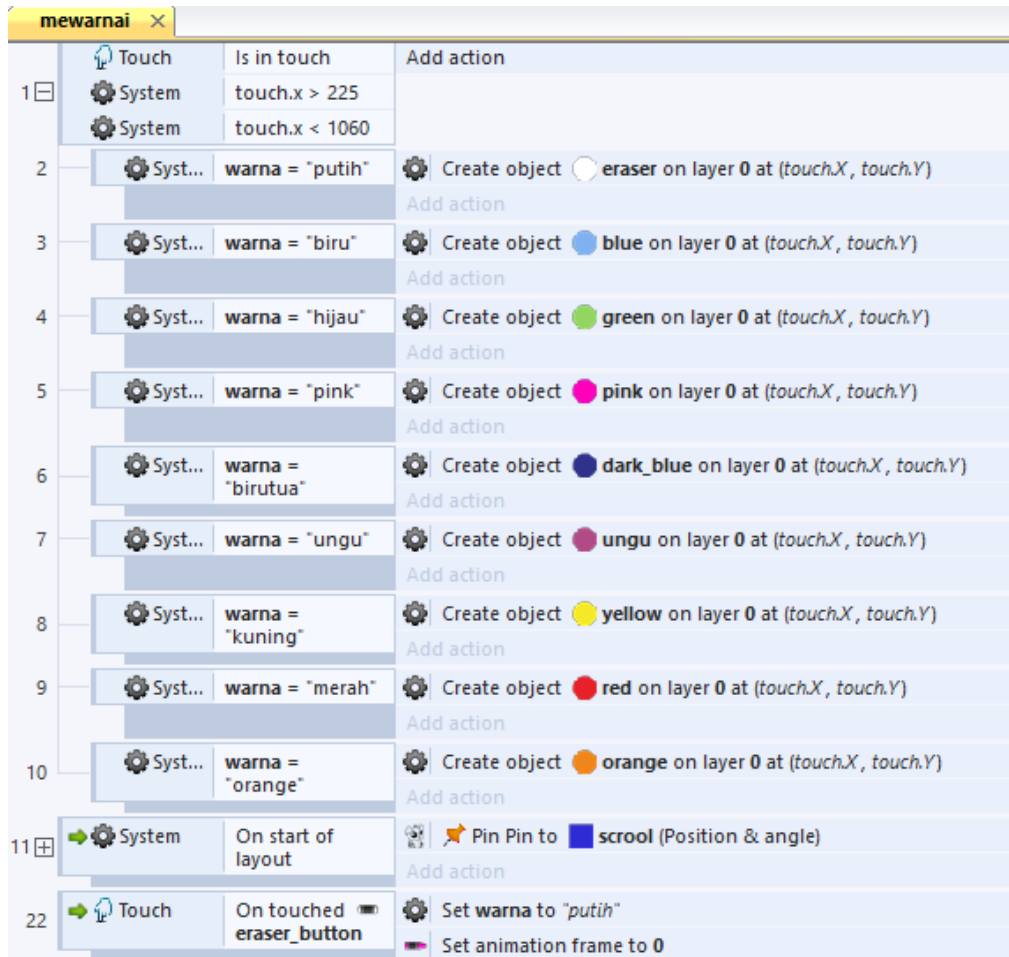 mewarnai ×
Touch Is in touch Add action
1 System touch.x > 225
System touch.x < 1060
2 Syst... warna = "putih" Create object eraser on layer 0 at (touch.X , touch.Y)
Add action
3 Syst... warna = "biru" Create object blue on layer 0 at (touch.X , touch.Y)
Add action
4 Syst... warna = "hijau" Create object green on layer 0 at (touch.X , touch.Y)
Add action
5 Syst... warna = "pink" Create object pink on layer 0 at (touch.X , touch.Y)
Add action
6 Syst... warna = Create object dark_blue on layer 0 at (touch.X , touch.Y)
"birutua" Add action
7 Syst... warna = "ungu" Create object ungu on layer 0 at (touch.X , touch.Y)
Add action
8 Syst... warna = Create object yellow on layer 0 at (touch.X , touch.Y)
"kuning" Add action
9 Syst... warna = "merah" Create object red on layer 0 at (touch.X , touch.Y)
Add action
10 Syst... warna = Create object orange on layer 0 at (touch.X , touch.Y)
"orange" Add action
11 System On start of Pin Pin to scrool (Position & angle)
layout Add action
22 Touch On touched Set warna to "putih"
eraser_button Set animation frame to 0